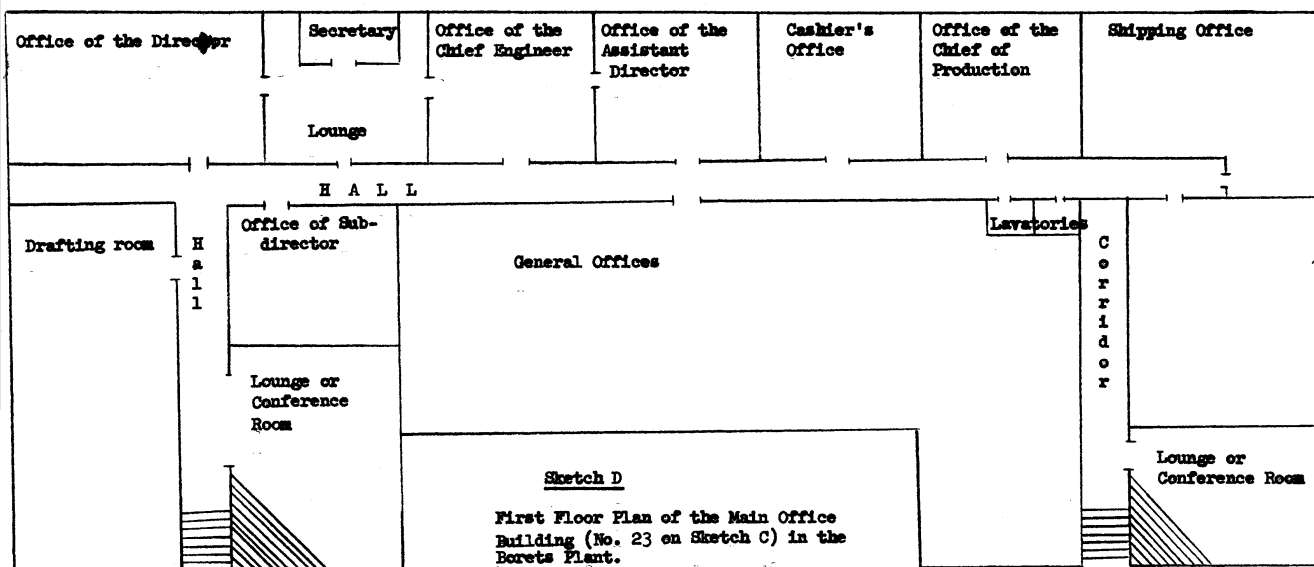 Office of the Director
Secretary
Office of the
Chief Engineer
Office of the
Assistant
Director
Cashier's
Office
Office of the
Chief of
Production
Shipping Office
Lounge
H A L L
Drafting room
Hall
Office of Sub-
director
General Offices
Lavatories
Corridor
Lounge or
Conference
Room
Lounge or
Conference Room
Sketch D
First Floor Plan of the Main Office
Building (No. 23 on Sketch C) in the
Borets Plant.